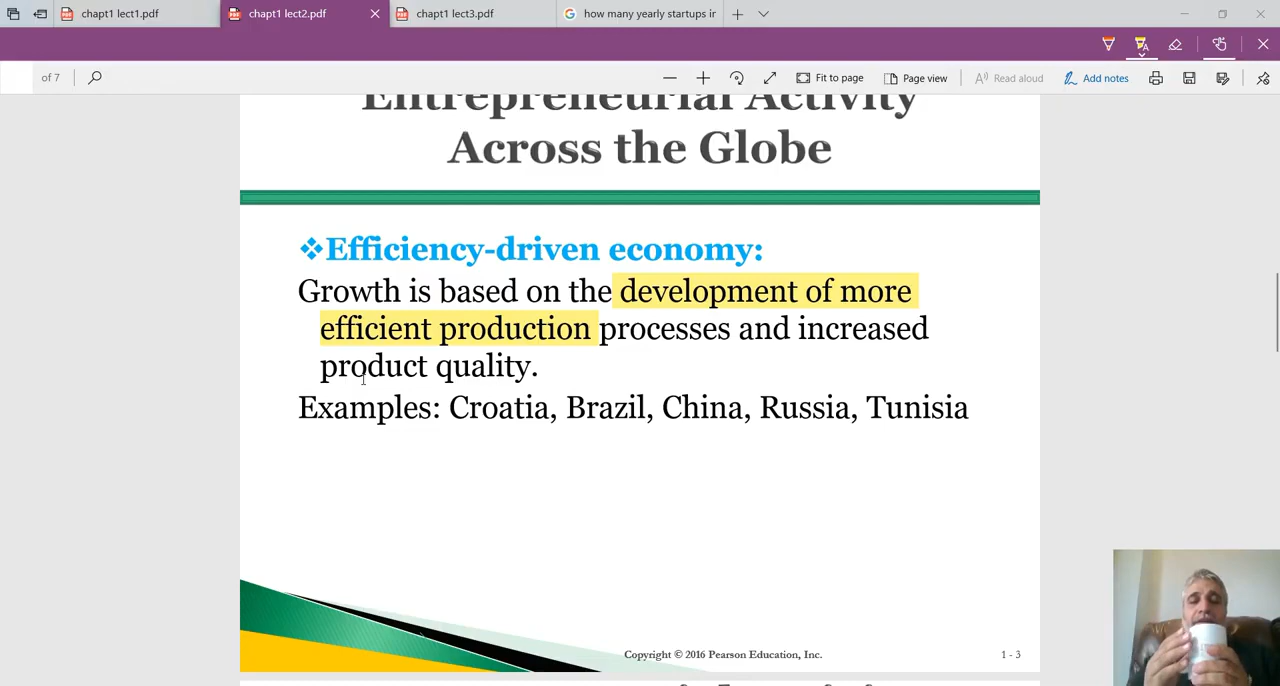 chapt1 lect1.pdf
chapt1 lect2.pdf
chapt1 lect3.pdf
how many yearly startups ir
of 7
Fit to page
Page view
Read aloud
Add notes
Entrepreneurial Activity
Across the Globe
❖Efficiency-driven economy:
Growth is based on the development of more
efficient production processes and increased
product quality.
Examples: Croatia, Brazil, China, Russia, Tunisia
Copyright © 2016 Pearson Education, Inc.
1 - 3